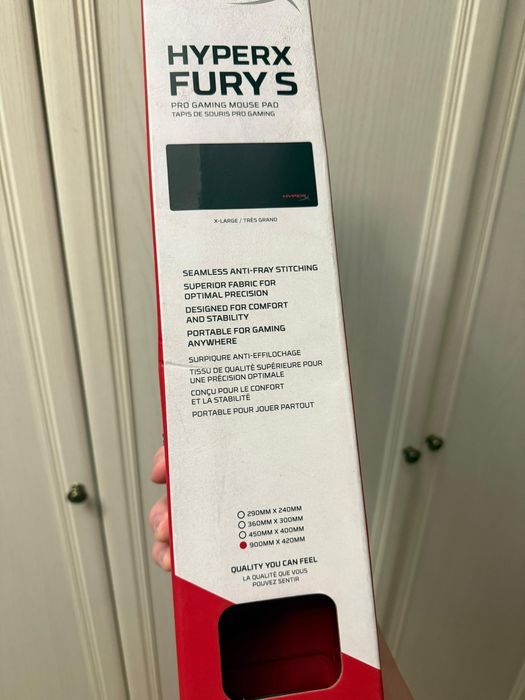 HYPERX
FURY S
PRO GAMING MOUSE PAD
TAPIS DE SOURIS PRO GAMING
HYPERX
X-LARGE / TRÈS GRAND
SEAMLESS ANTI-FRAY STITCHING
SUPERIOR FABRIC FOR
OPTIMAL PRECISION
DESIGNED FOR COMFORT
AND STABILITY
PORTABLE FOR GAMING
ANYWHERE
SURPIQURE ANTI-EFFILOCHAGE
TISSU DE QUALITÉ SUPÉRIEURE POUR
UNE PRÉCISION OPTIMALE
CONÇU POUR LE CONFORT
ET LA STABILITÉ
PORTABLE POUR JOUER PARTOUT
290MM X 240MM
360MM X 300MM
450MM X 400MM
900MM X 420MM
QUALITY YOU CAN FEEL
LA QUALITÉ QUE VOUS
POUVEZ SENTIR